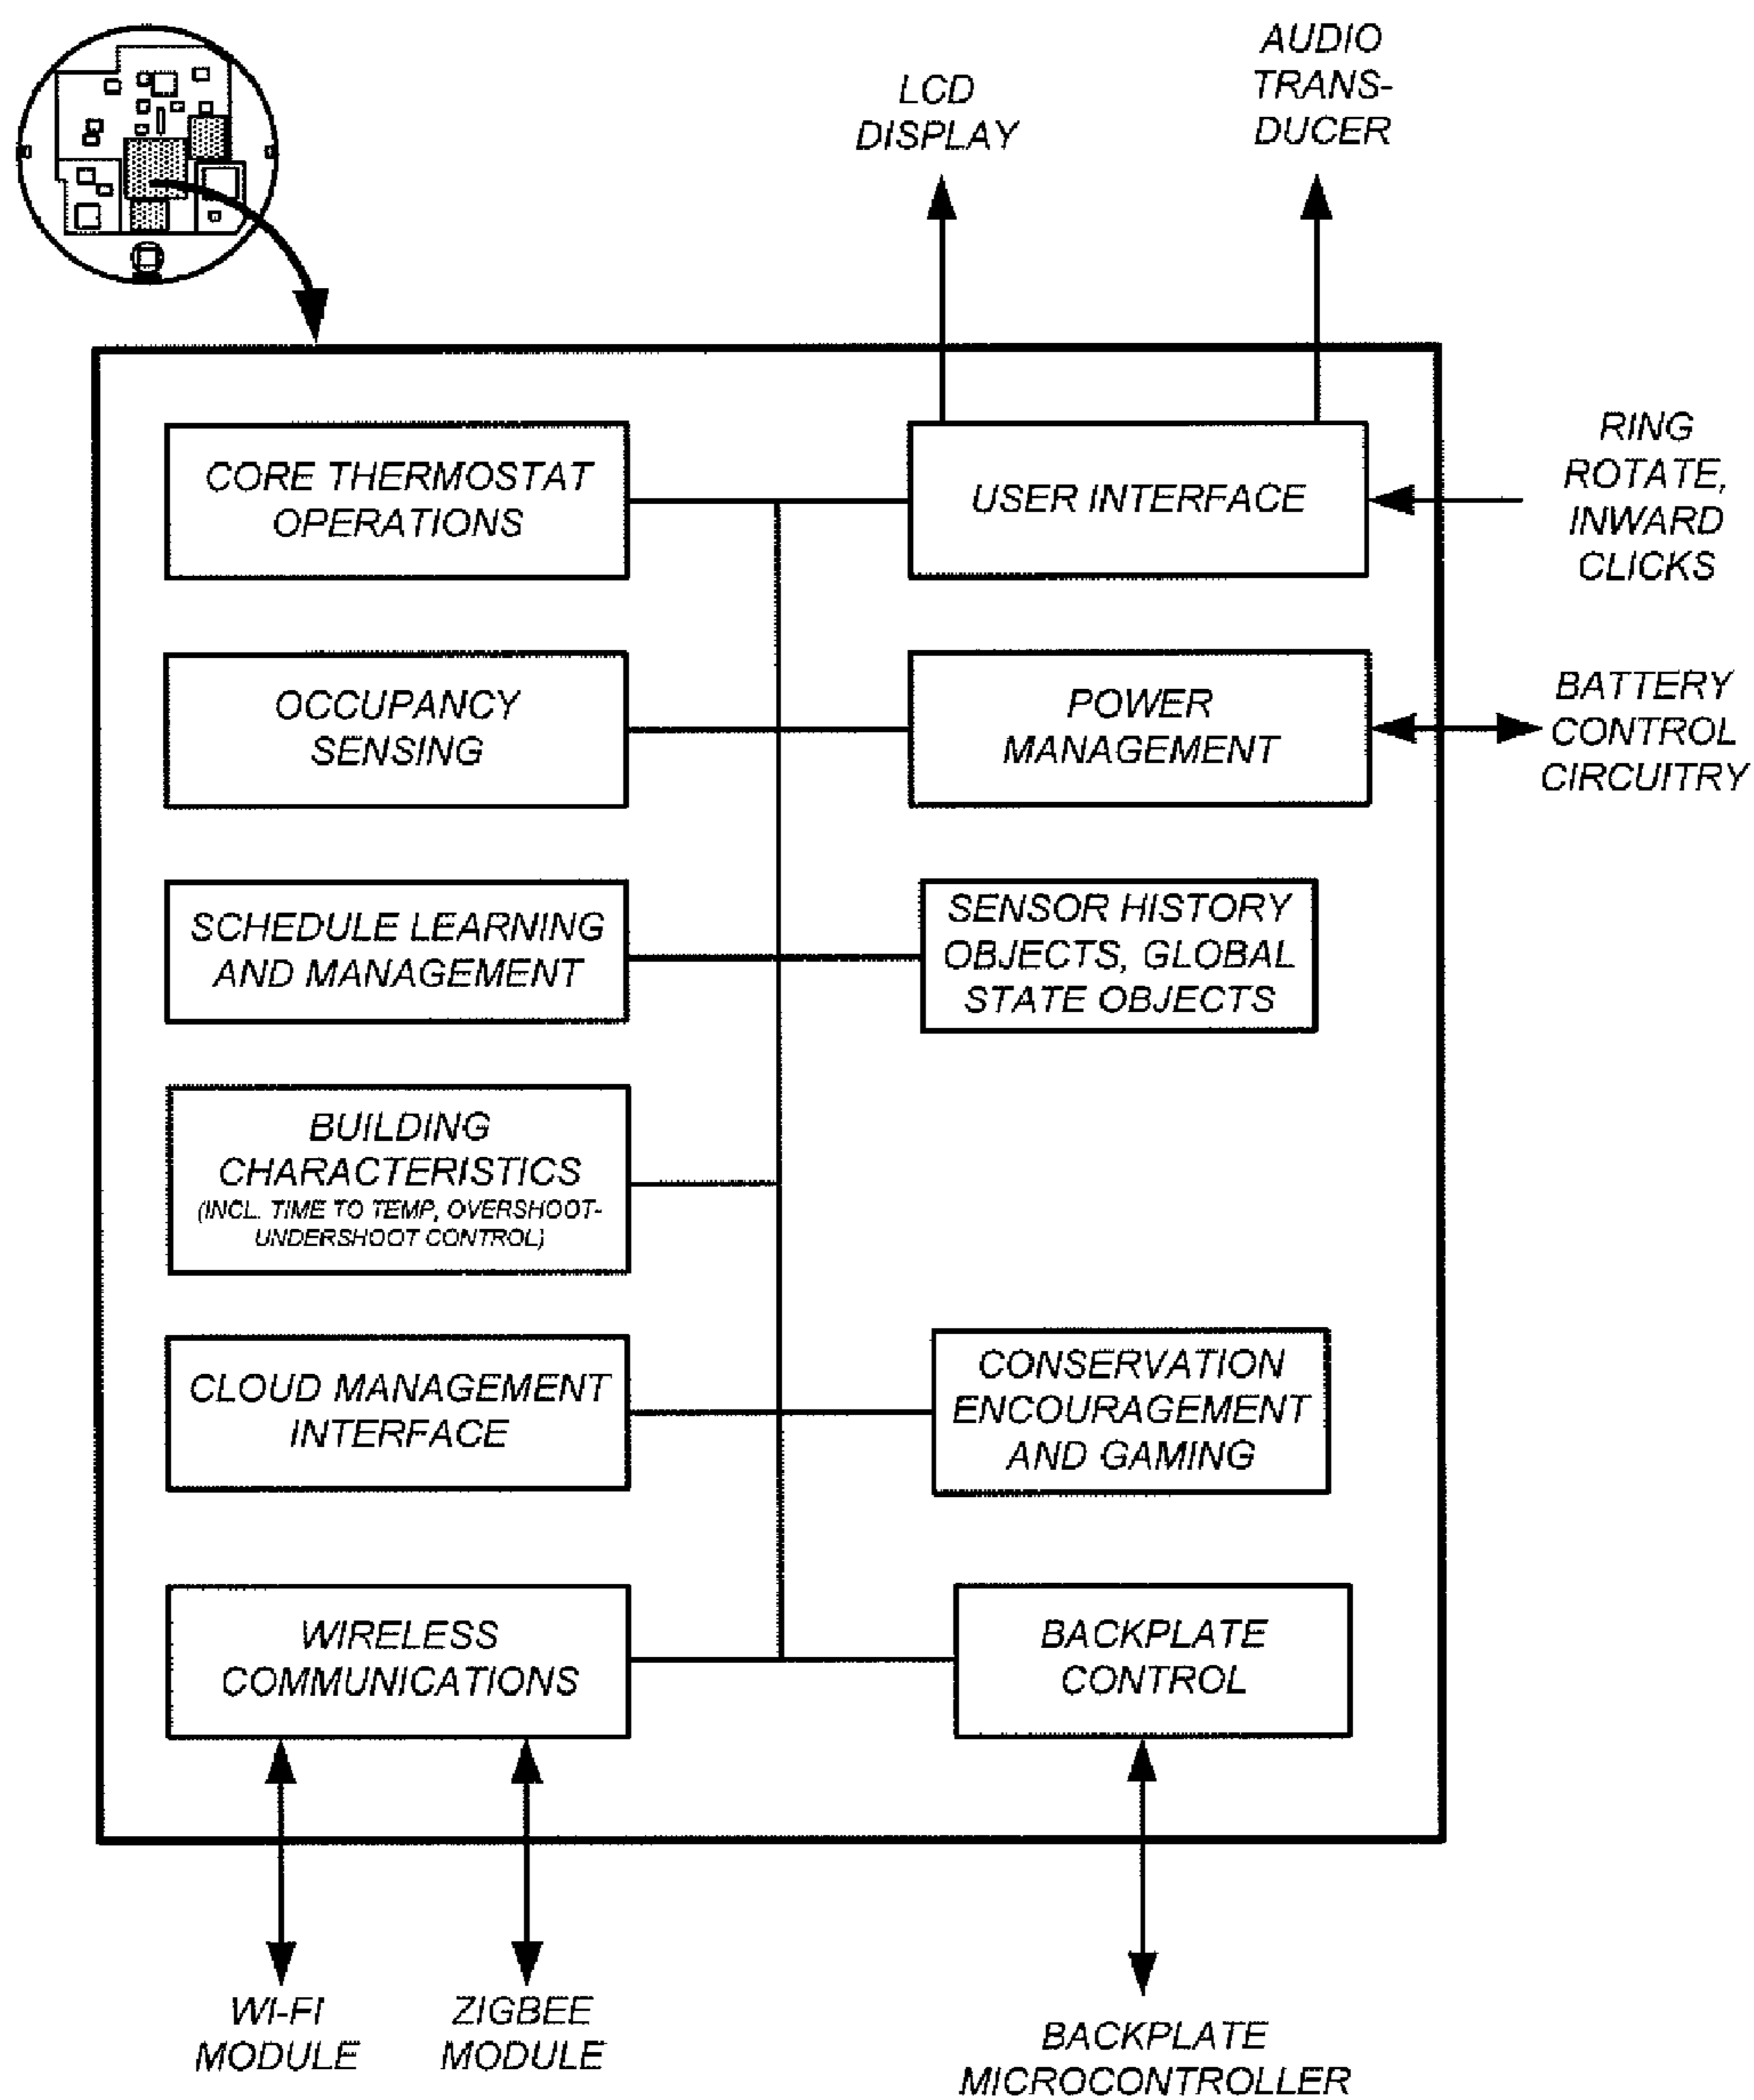 LCD
DISPLAY
AUDIO
TRANS-
DUCER
CORE THERMOSTAT
OPERATIONS
USER INTERFACE
RING
ROTATE,
INWARD
CLICKS
OCCUPANCY
SENSING
POWER
MANAGEMENT
BATTERY
CONTROL
CIRCUITRY
SCHEDULE LEARNING
AND MANAGEMENT
SENSOR HISTORY
OBJECTS, GLOBAL
STATE OBJECTS
BUILDING
CHARACTERISTICS
(INCL. TIME TO TEMP, OVERSHOOT-
UNDERSHOOT CONTROL)
CLOUD MANAGEMENT
INTERFACE
CONSERVATION
ENCOURAGEMENT
AND GAMING
WIRELESS
COMMUNICATIONS
BACKPLATE
CONTROL
WI-FI
MODULE
ZIGBEE
MODULE
BACKPLATE
MICROCONTROLLER